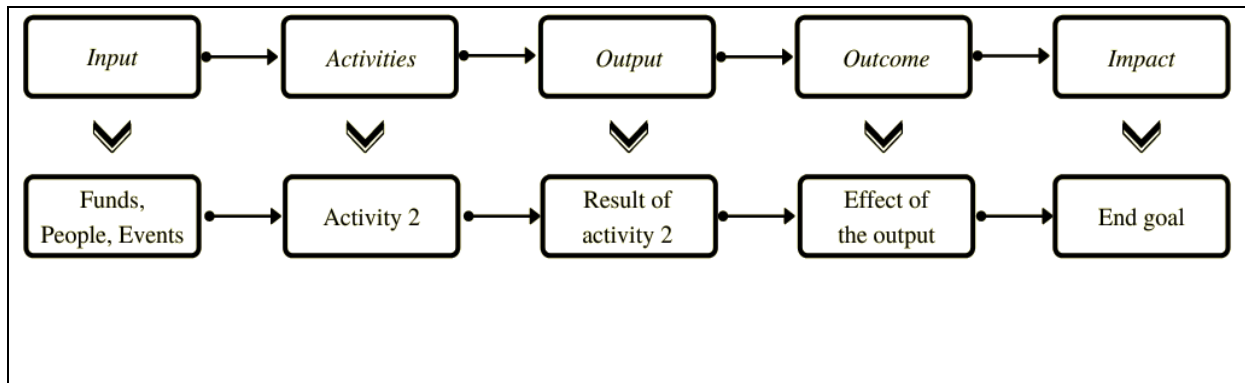 Input
Activities
Output
Outcome
Impact
Funds,
People, Events
Activity 2
Result of
activity 2
Effect of
the output
End goal